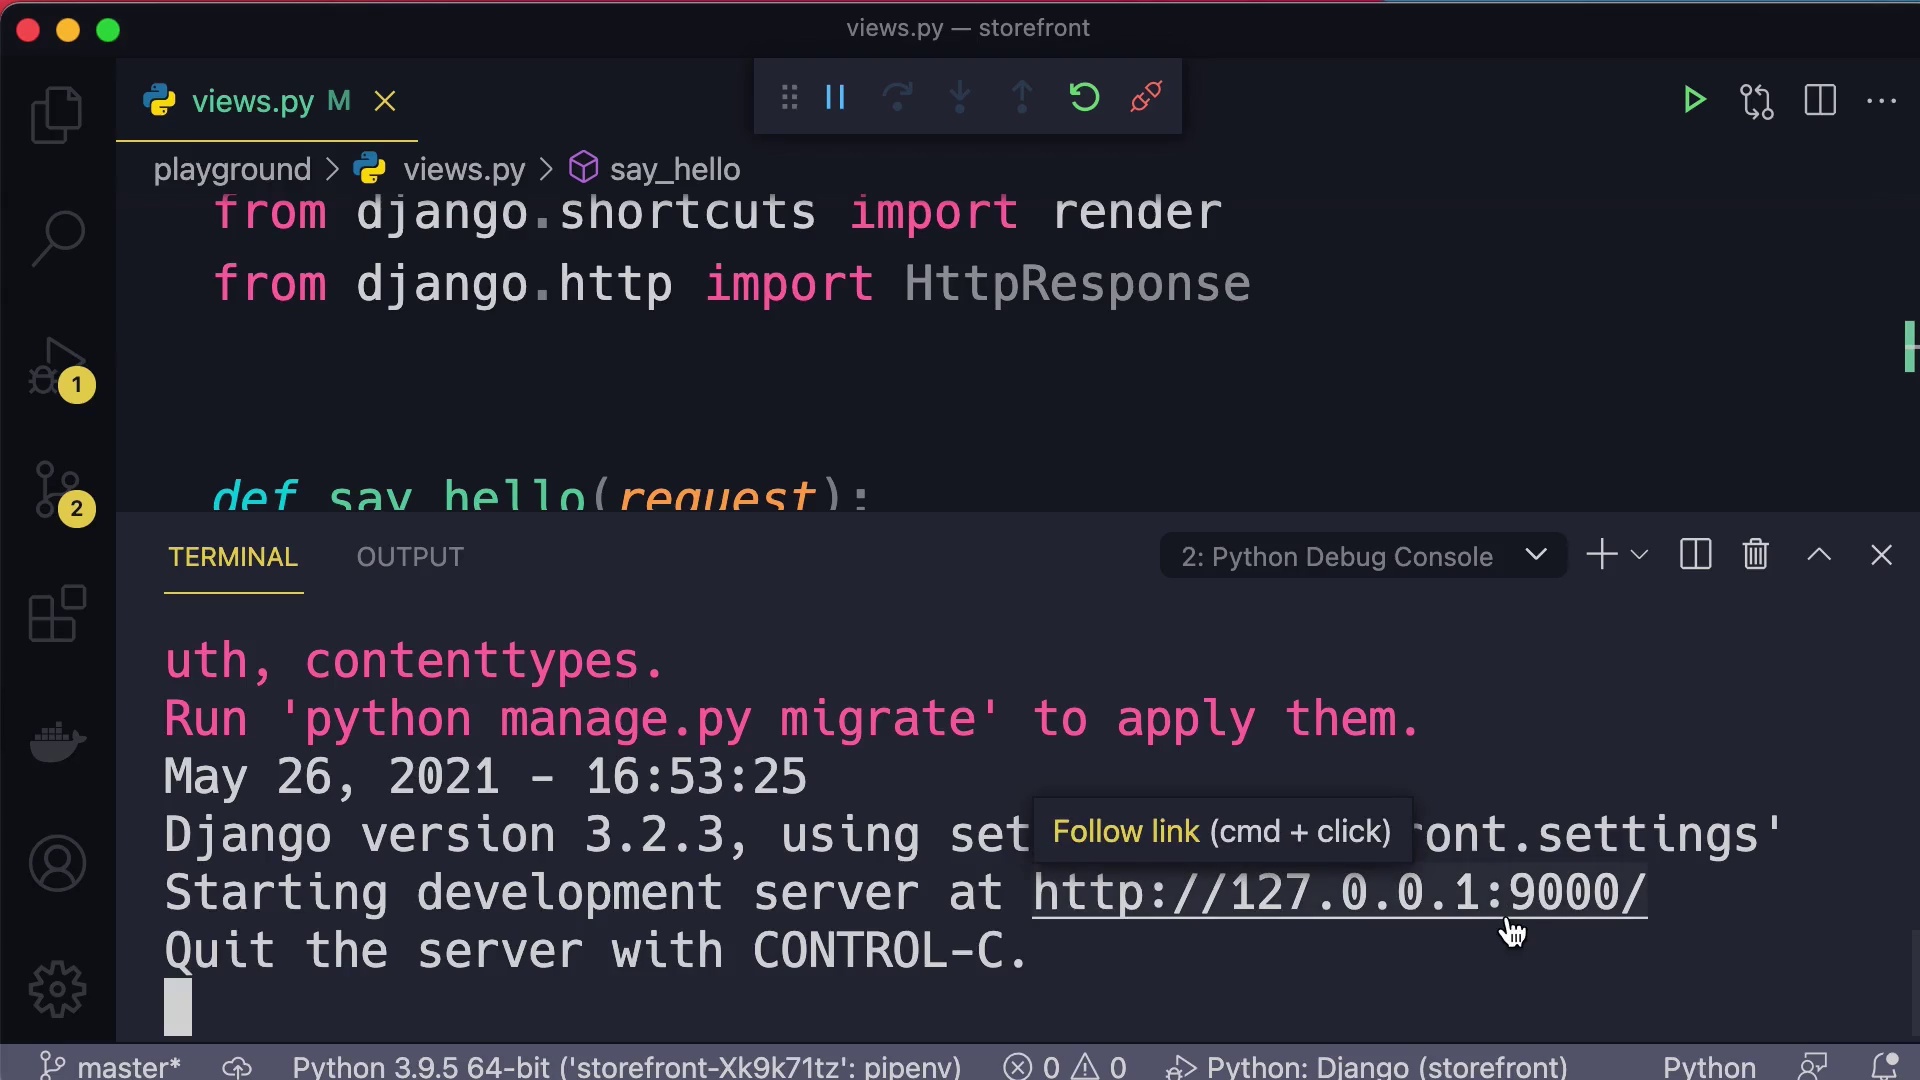 views.py — storefront
views.py M
playground > views.py > say_hello
from django.shortcuts import render
from django.http import HttpResponse
1
def say_hello(request):
2
TERMINAL OUTPUT 2: Python Debug Console
uth, contenttypes.
Run 'python manage.py migrate' to apply them.
May 26, 2021 - 16:53:25
Django version 3.2.3, using set
Follow link (cmd + click)
ont.settings'
Starting development server at http://127.0.0.1:9000/
Quit the server with CONTROL-C.
master* Python 3.9.5 64-bit ('storefront-Xk9k71tz': pipenv) 0 0 Python: Django (storefront) Python